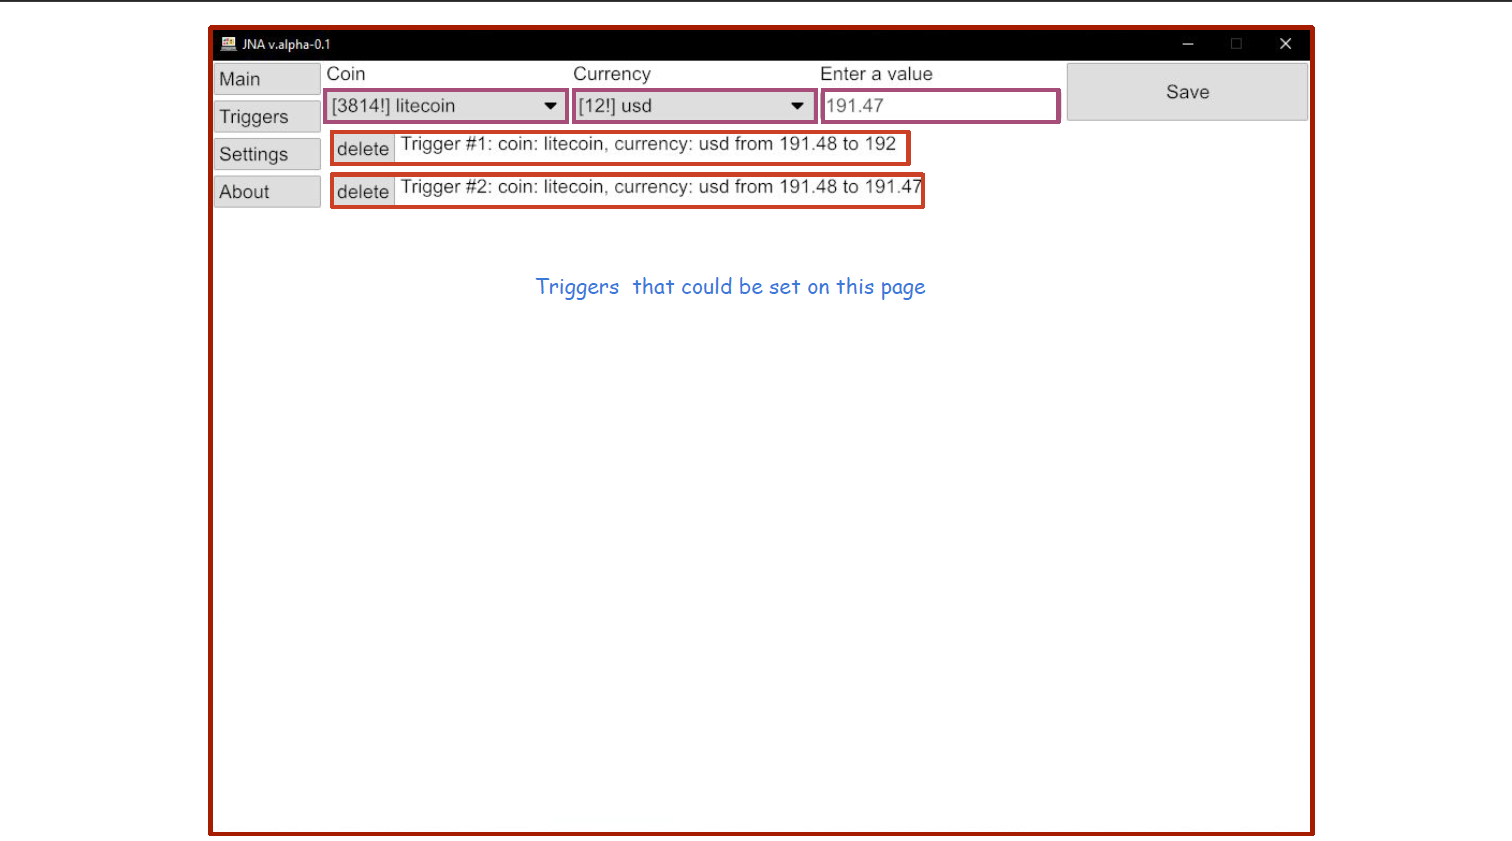 JNA v.alpha-0.1
Main
Coin
Currency
Enter a value
Save
[3814!] litecoin
[12!] usd
191.47
Triggers
delete
Trigger #1: coin: litecoin, currency: usd from 191.48 to 192
Settings
delete
Trigger #2: coin: litecoin, currency: usd from 191.48 to 191.47
About
Triggers that could be set on this page